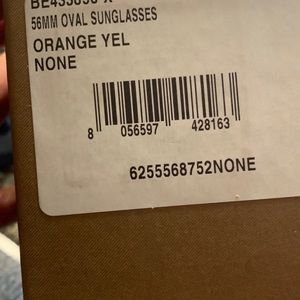 56MM OVAL SUNGLASSES
ORANGE YEL
NONE
8 056597 428163
6255568752NONE